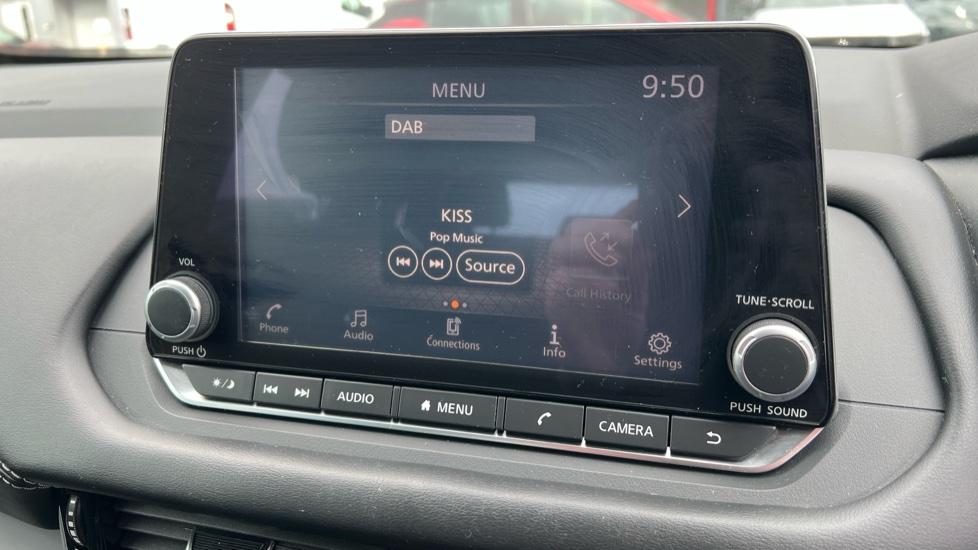 MENU
9:50
DAB
KISS
Pop Music
Source
Call History
Phone
Audio
Connections
Info
Settings
VOL
PUSH
TUNE·SCROLL
PUSH SOUND
AUDIO
MENU
CAMERA